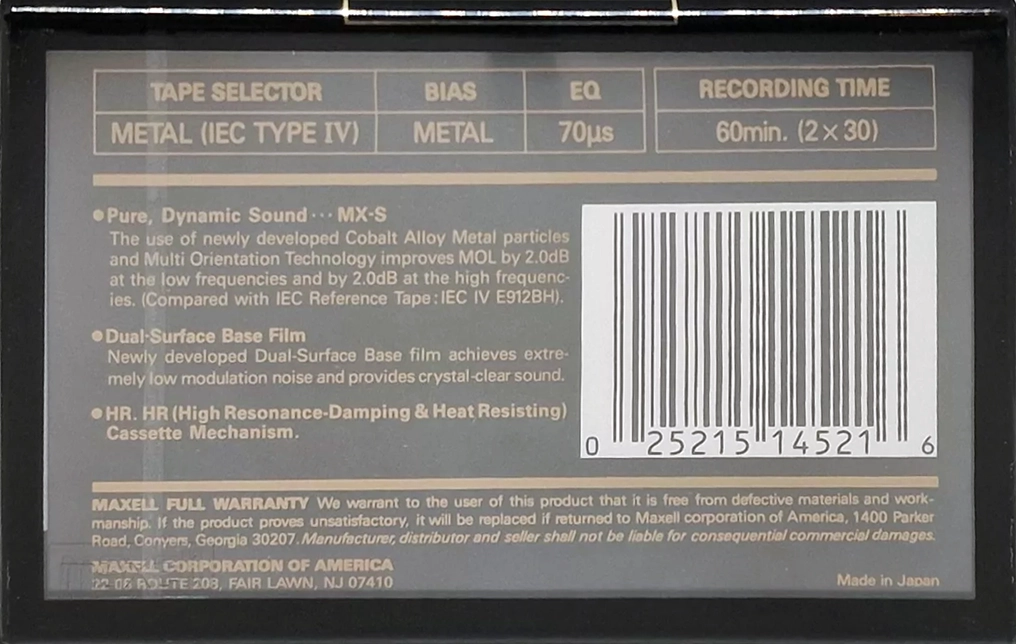 TAPE SELECTOR BIAS EQ RECORDING TIME
METAL (IEC TYPE IV) METAL 70µs 60min. (2×30)
●Pure, Dynamic Sound··· MX-S
The use of newly developed Cobalt Alloy Metal particles
and Multi Orientation Technology improves MOL by 2.0dB
at the low frequencies and by 2.0dB at the high frequenc-
ies. (Compared with IEC Reference Tape:IEC IV E912BH).
●Dual-Surface Base Film
Newly developed Dual-Surface Base film achieves extre-
mely low modulation noise and provides crystal-clear sound.
●HR. HR (High Resonance-Damping & Heat Resisting)
Cassette Mechanism.
0 25215 14521 6
MAXELL FULL WARRANTY We warrant to the user of this product that it is free from defective materials and work-
manship. If the product proves unsatisfactory, it will be replaced if returned to Maxell corporation of America, 1400 Parker
Road, Conyers, Georgia 30207. Manufacturer, distributor and seller shall not be liable for consequential commercial damages.
MAXELL CORPORATION OF AMERICA
22-08 ROUTE 208, FAIR LAWN, NJ 07410
Made in Japan